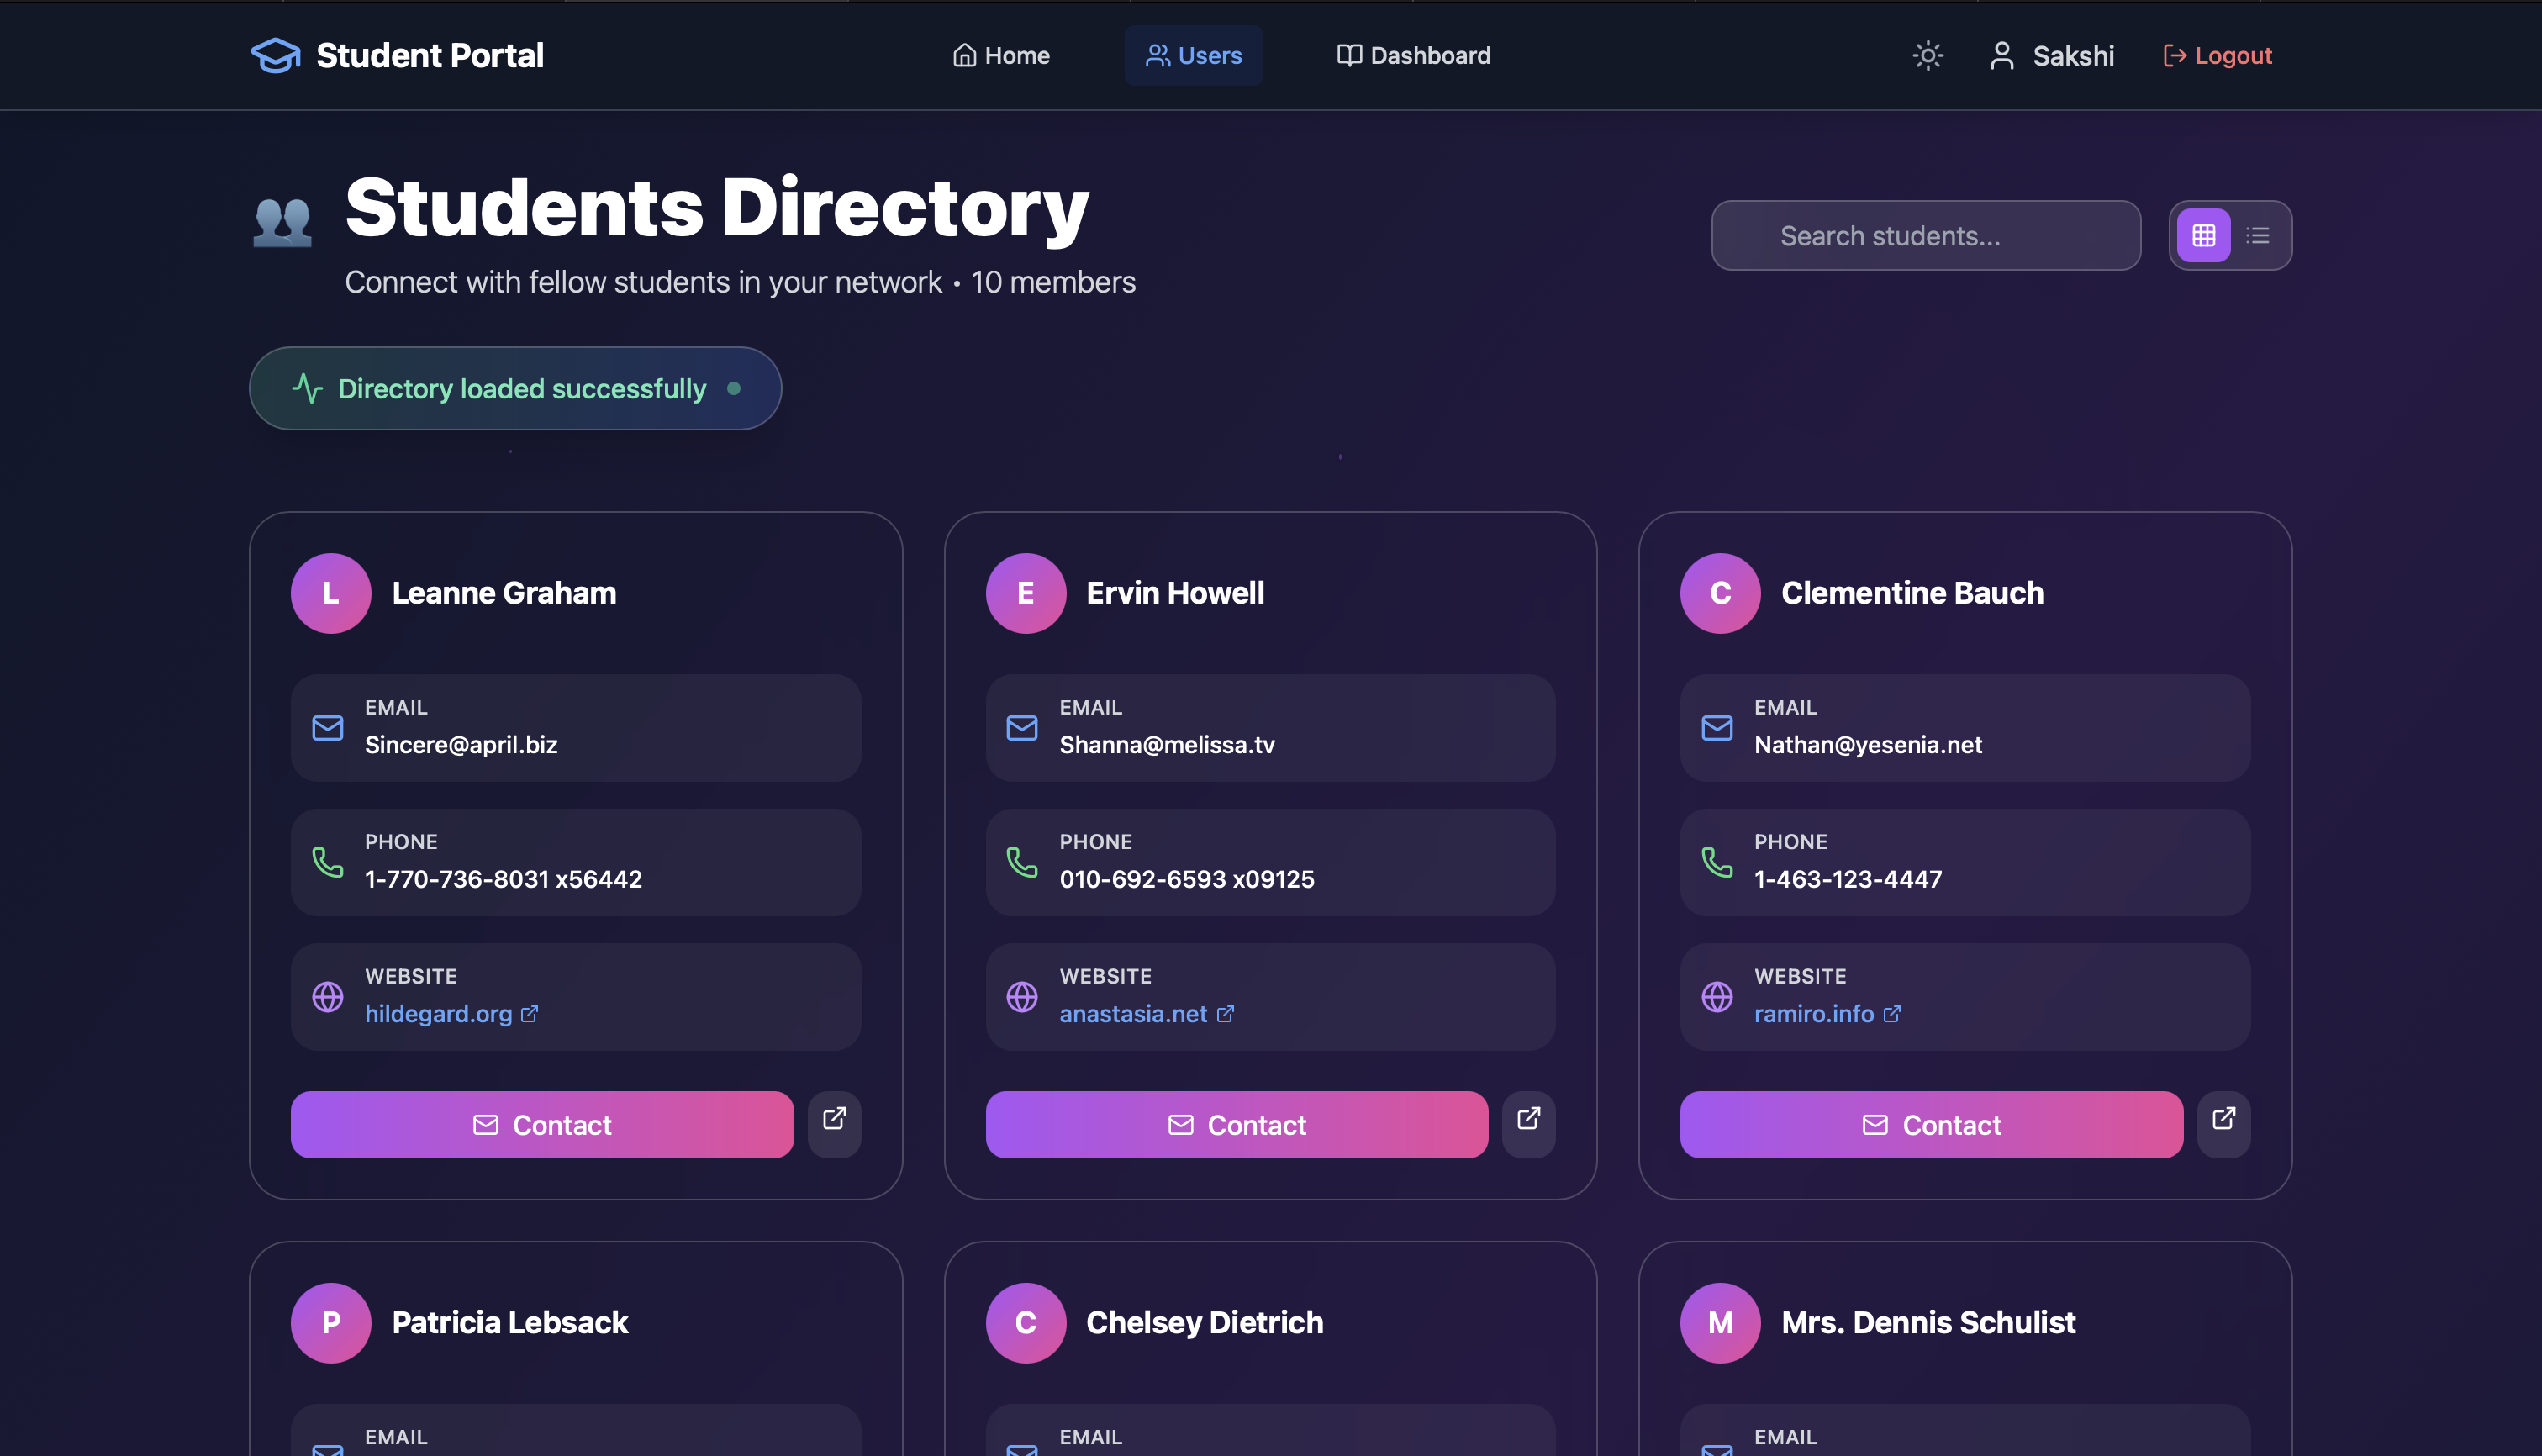 Student Portal
Home
Users
Dashboard
Sakshi
Logout
Students Directory
Connect with fellow students in your network • 10 members
Search students...
Directory loaded successfully
L
Leanne Graham
EMAIL
Sincere@april.biz
PHONE
1-770-736-8031 x56442
WEBSITE
hildegard.org
Contact
E
Ervin Howell
EMAIL
Shanna@melissa.tv
PHONE
010-692-6593 x09125
WEBSITE
anastasia.net
Contact
C
Clementine Bauch
EMAIL
Nathan@yesenia.net
PHONE
1-463-123-4447
WEBSITE
ramiro.info
Contact
P
Patricia Lebsack
EMAIL
C
Chelsey Dietrich
EMAIL
M
Mrs. Dennis Schulist
EMAIL